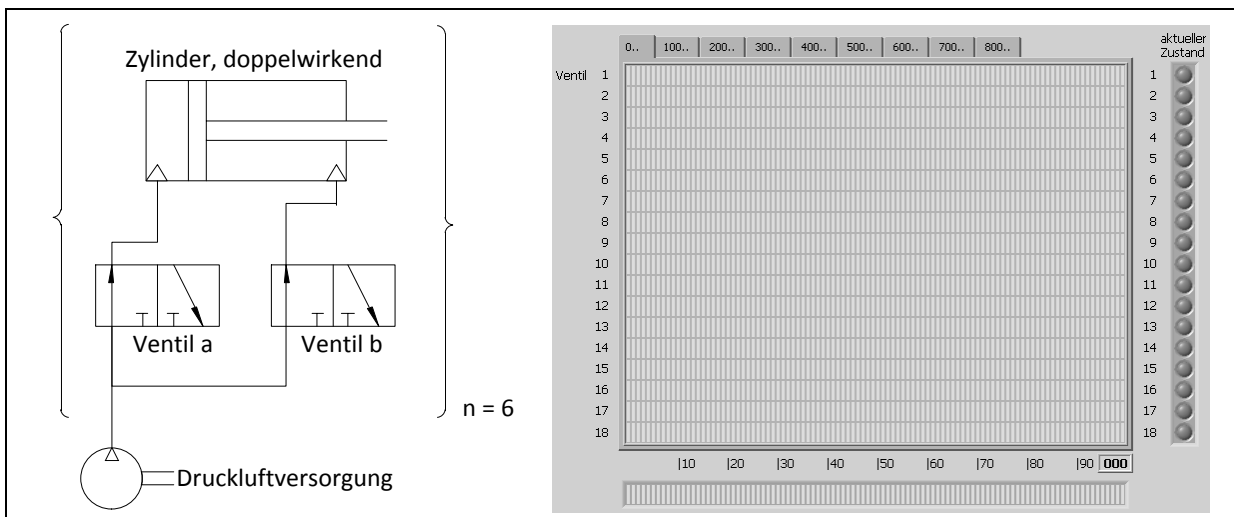 Zylinder, doppelwirkend
Ventil a
Ventil b
n = 6
Druckluftversorgung
0.. 100.. 200.. 300.. 400.. 500.. 600.. 700.. 800..
aktueller
Zustand
Ventil 1 1
2 2
3 3
4 4
5 5
6 6
7 7
8 8
9 9
10 10
11 11
12 12
13 13
14 14
15 15
16 16
17 17
18 18
|10 |20 |30 |40 |50 |60 |70 |80 |90 000